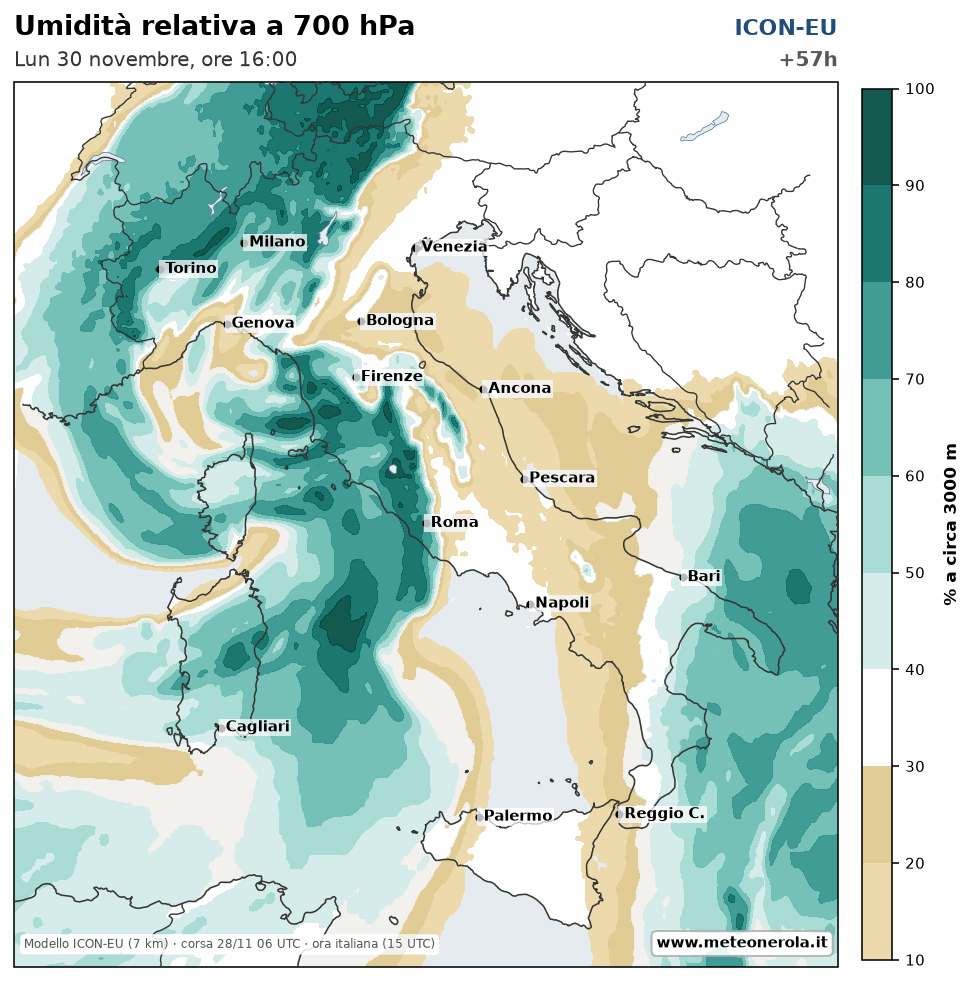 Umidità relativa a 700 hPa
ICON-EU
Lun 30 novembre, ore 16:00
+57h
100
90
80
70
60
50
40
30
20
10
% a circa 3000 m
Milano
Venezia
Torino
Genova
Bologna
Firenze
Ancona
Pescara
Roma
Bari
Napoli
Cagliari
Palermo
Reggio C.
Modello ICON-EU (7 km) · corsa 28/11 06 UTC · ora italiana (15 UTC)
www.meteonerola.it